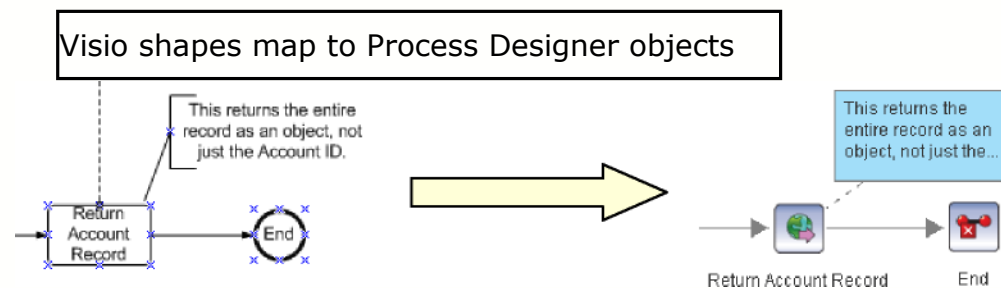 Visio shapes map to Process Designer objects
This returns the entire
record as an object, not
just the Account ID.
Return
Account
Record
End
This returns the
entire record as an
object, not just the...
Return Account Record
End